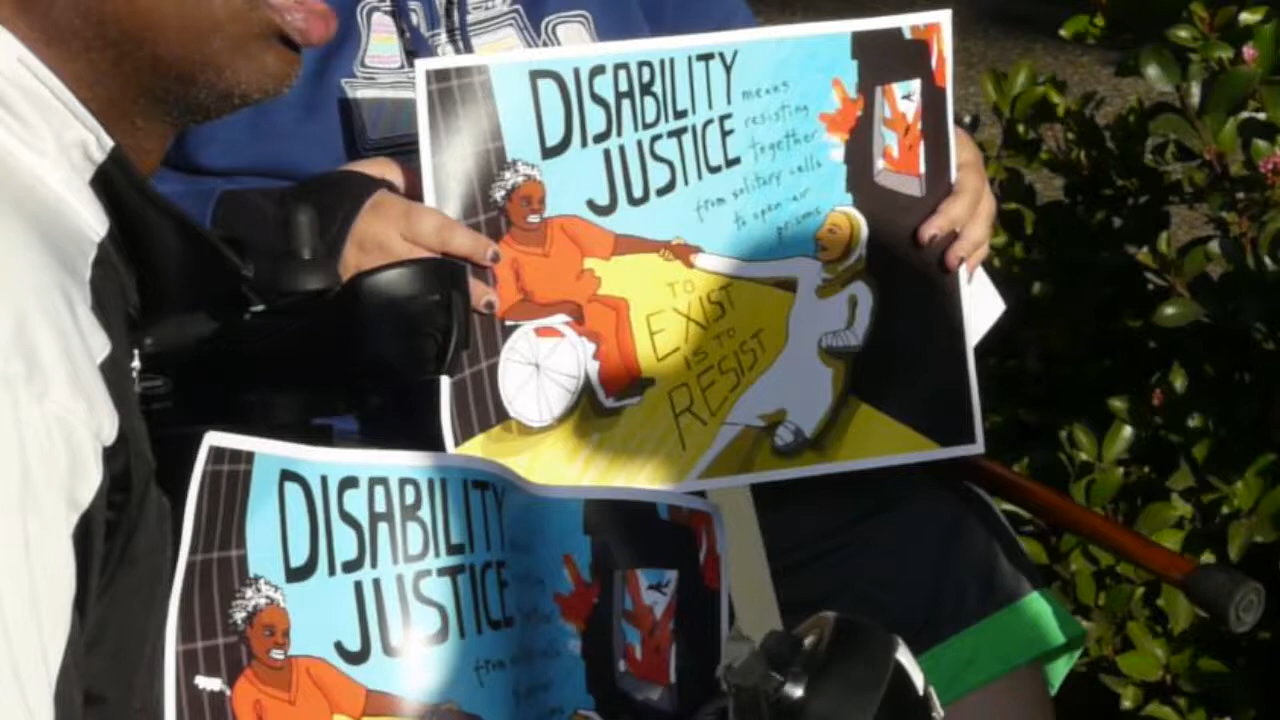 DISABILITY
JUSTICE
means
resisting
together
from solitary cells
to open-air
prisons
TO
EXIST
IS TO
RESIST
DISABILITY
JUSTICE
from